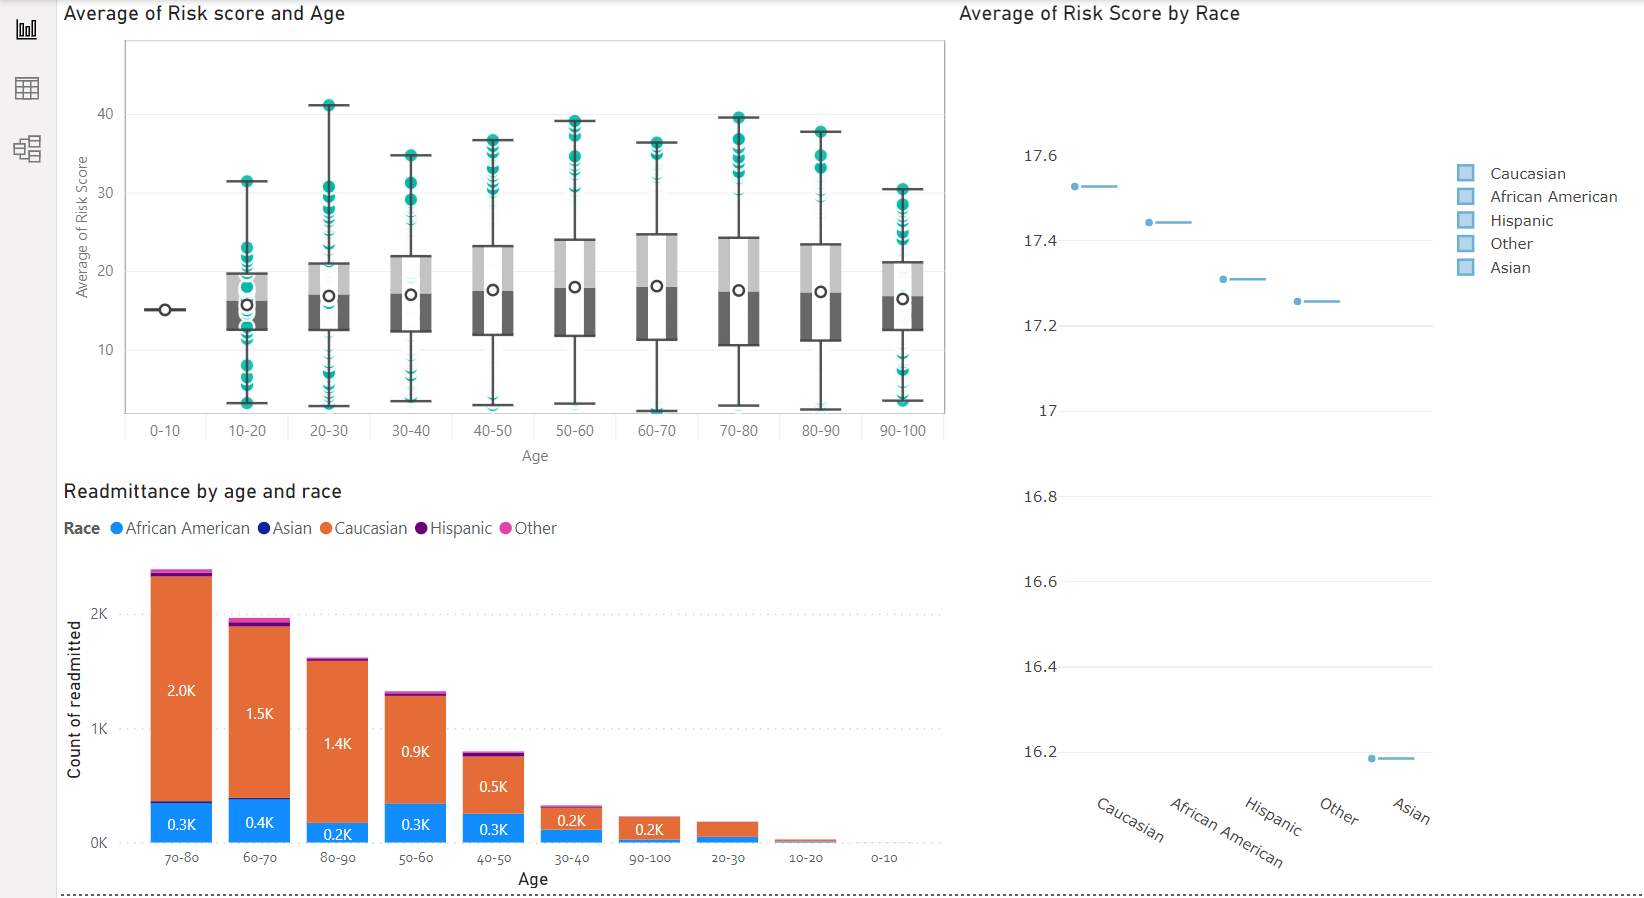 Average of Risk score and Age
Average of Risk Score
40
30
20
10
0-10 10-20 20-30 30-40 40-50 50-60 60-70 70-80 80-90 90-100
Age
Average of Risk Score by Race
17.6
17.4
17.2
17
16.8
16.6
16.4
16.2
Caucasian
African American
Hispanic
Other
Asian
Caucasian
African American
Hispanic
Other
Asian
Readmittance by age and race
Race African American Asian Caucasian Hispanic Other
Count of readmitted
2K
1K
0K
2.0K
0.3K
1.5K
0.4K
1.4K
0.2K
0.9K
0.3K
0.5K
0.3K
0.2K
0.2K
70-80 60-70 80-90 50-60 40-50 30-40 90-100 20-30 10-20 0-10
Age